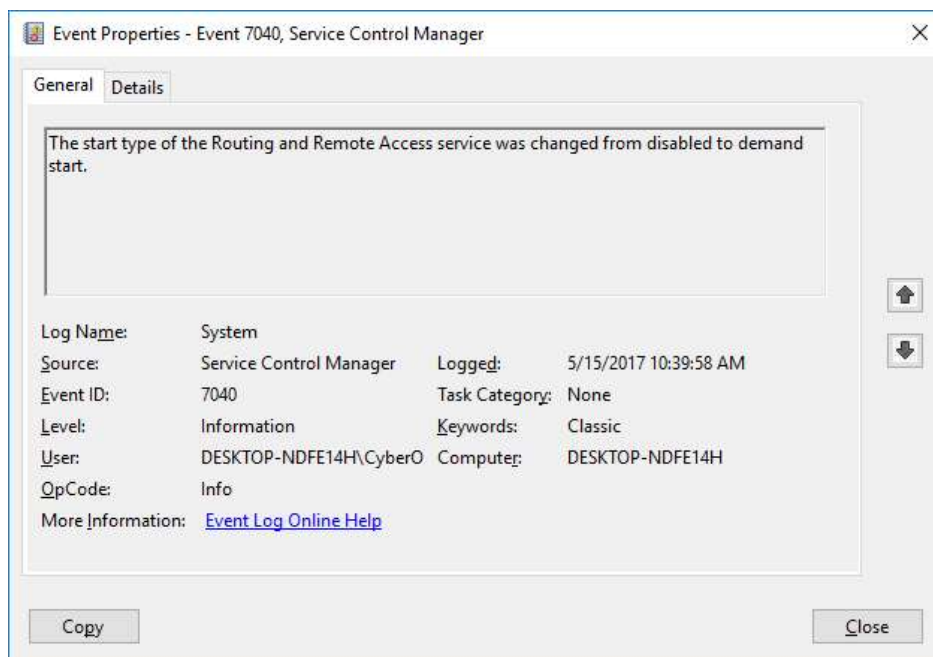 Event Properties - Event 7040, Service Control Manager
General Details
The start type of the Routing and Remote Access service was changed from disabled to demand
start.
Log Name: System
Source: Service Control Manager Logged: 5/15/2017 10:39:58 AM
Event ID: 7040 Task Category: None
Level: Information Keywords: Classic
User: DESKTOP-NDFE14H\CyberO Computer: DESKTOP-NDFE14H
OpCode: Info
More Information: Event Log Online Help
Copy Close